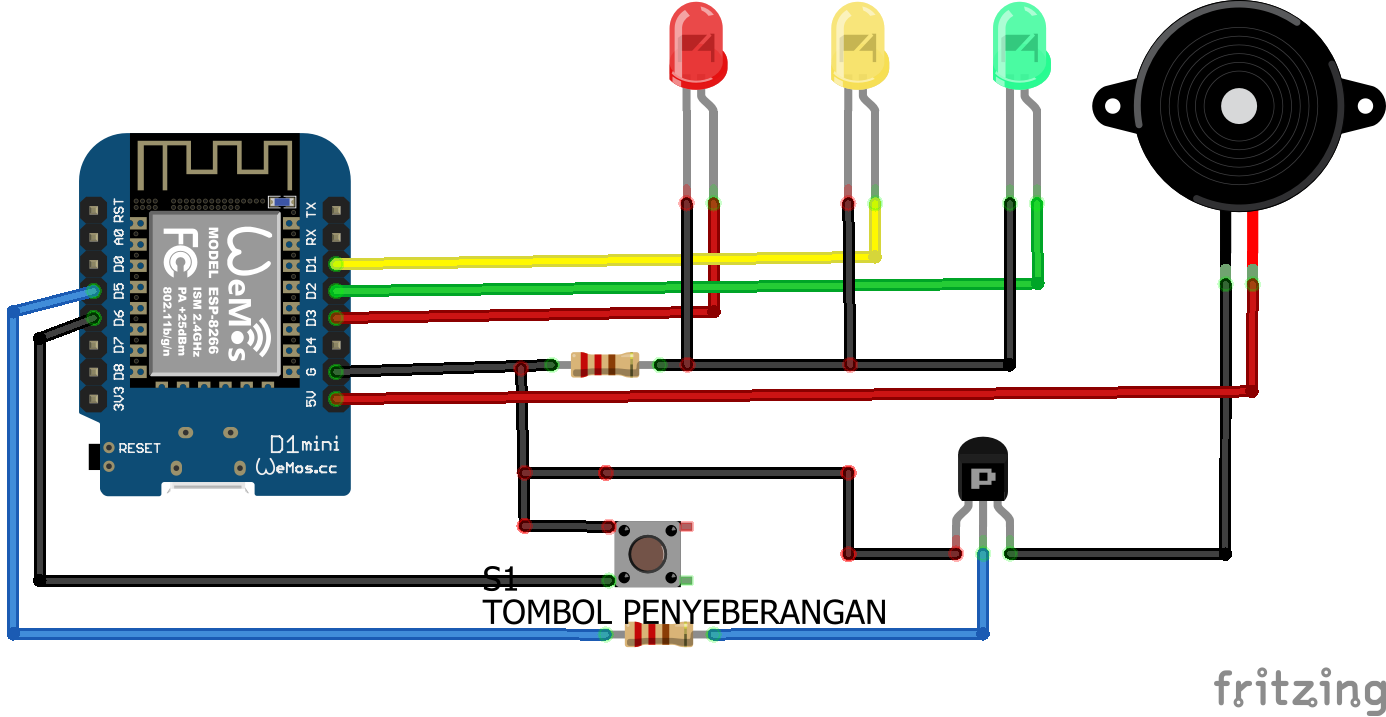 RST
A0
D0
D5
D6
D7
D8
3V3
TX
RX
D1
D2
D3
D4
G
5V
WeMos
MODEL ESP-8266
ISM 2.4GHz
PA +25dBm
802.11b/g/n
FC
RESET
D1mini
WeMos.cc
P
S1
TOMBOL PENYEBERANGAN
fritzing